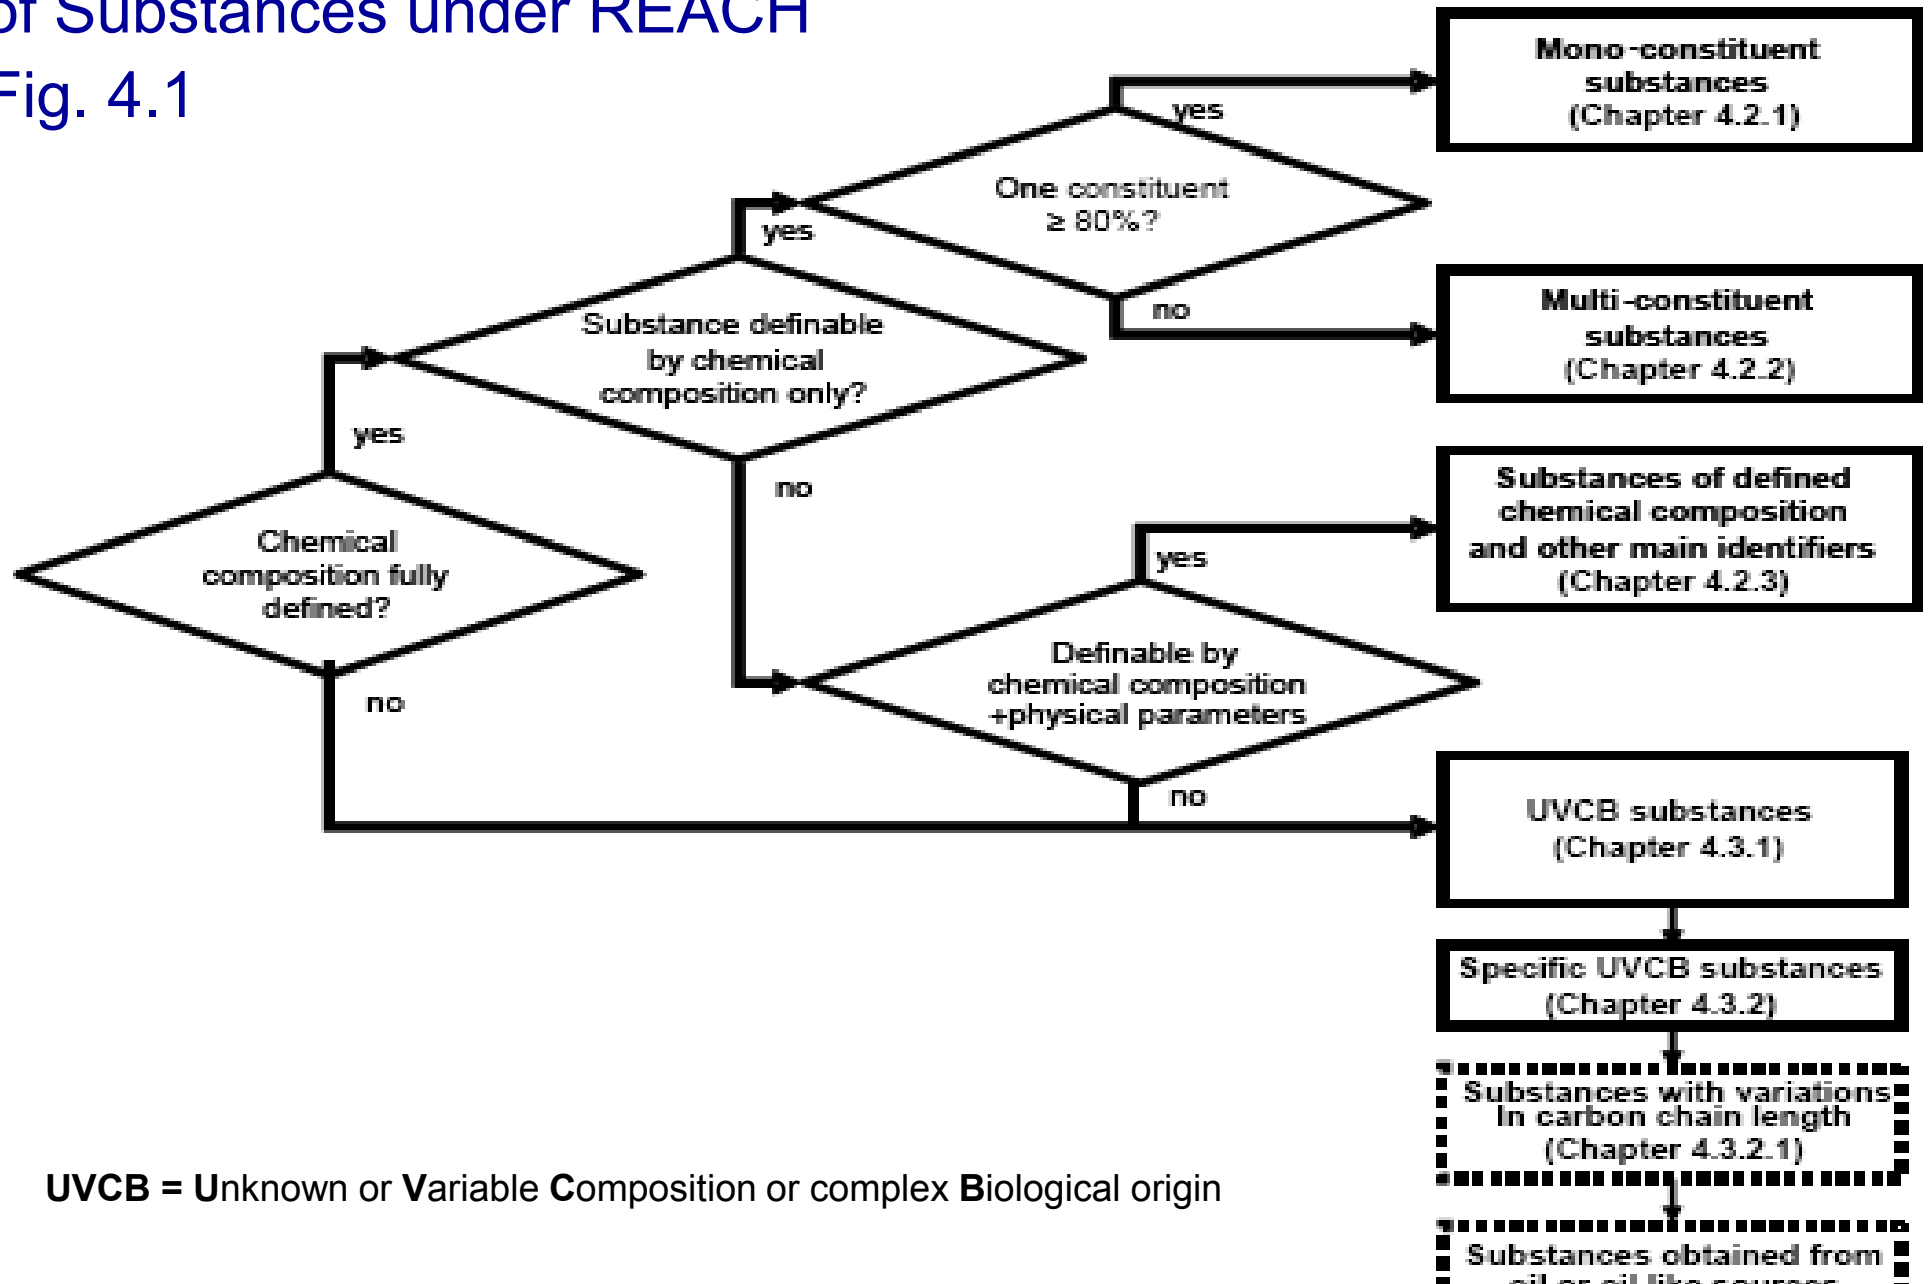 of Substances under REACH
Fig. 4.1
Mono-constituent
substances
(Chapter 4.2.1)
yes
One constituent
≥ 80%?
yes
no
Multi-constituent
substances
(Chapter 4.2.2)
Substance definable
by chemical
composition only?
yes
no
Substances of defined
chemical composition
and other main identifiers
(Chapter 4.2.3)
yes
Chemical
composition fully
defined?
Definable by
chemical composition
+physical parameters
no
no
UVCB substances
(Chapter 4.3.1)
Specific UVCB substances
(Chapter 4.3.2)
Substances with variations
In carbon chain length
(Chapter 4.3.2.1)
UVCB = Unknown or Variable Composition or complex Biological origin
Substances obtained from
oil or oil like sources